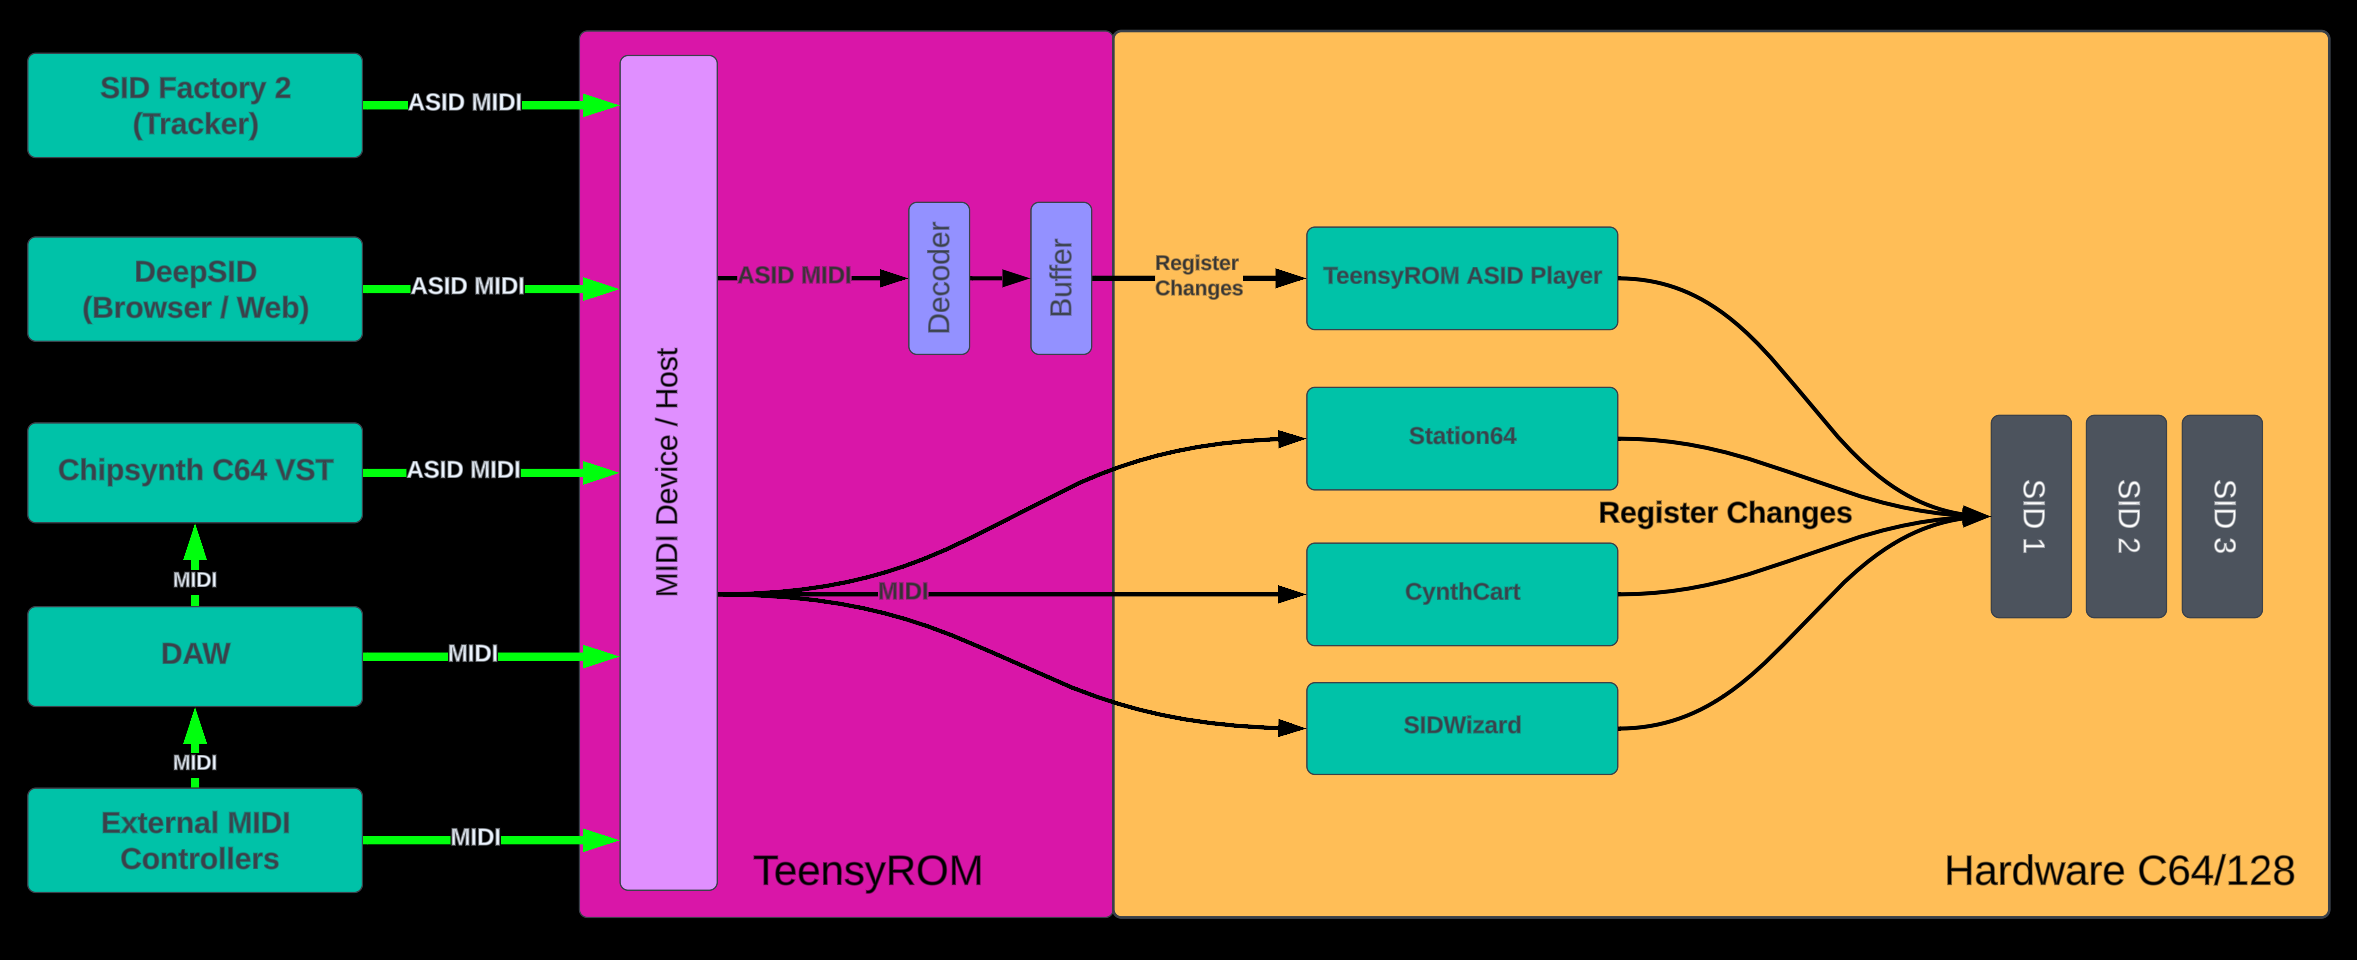 SID Factory 2
(Tracker)
ASID MIDI
DeepSID
(Browser / Web)
ASID MIDI
Chipsynth C64 VST
ASID MIDI
MIDI
DAW
MIDI
MIDI
External MIDI
Controllers
MIDI
MIDI Device / Host
ASID MIDI
Decoder
Buffer
MIDI
TeensyROM
Register
Changes
TeensyROM ASID Player
Station64
CynthCart
SIDWizard
Register Changes
SID 1
SID 2
SID 3
Hardware C64/128